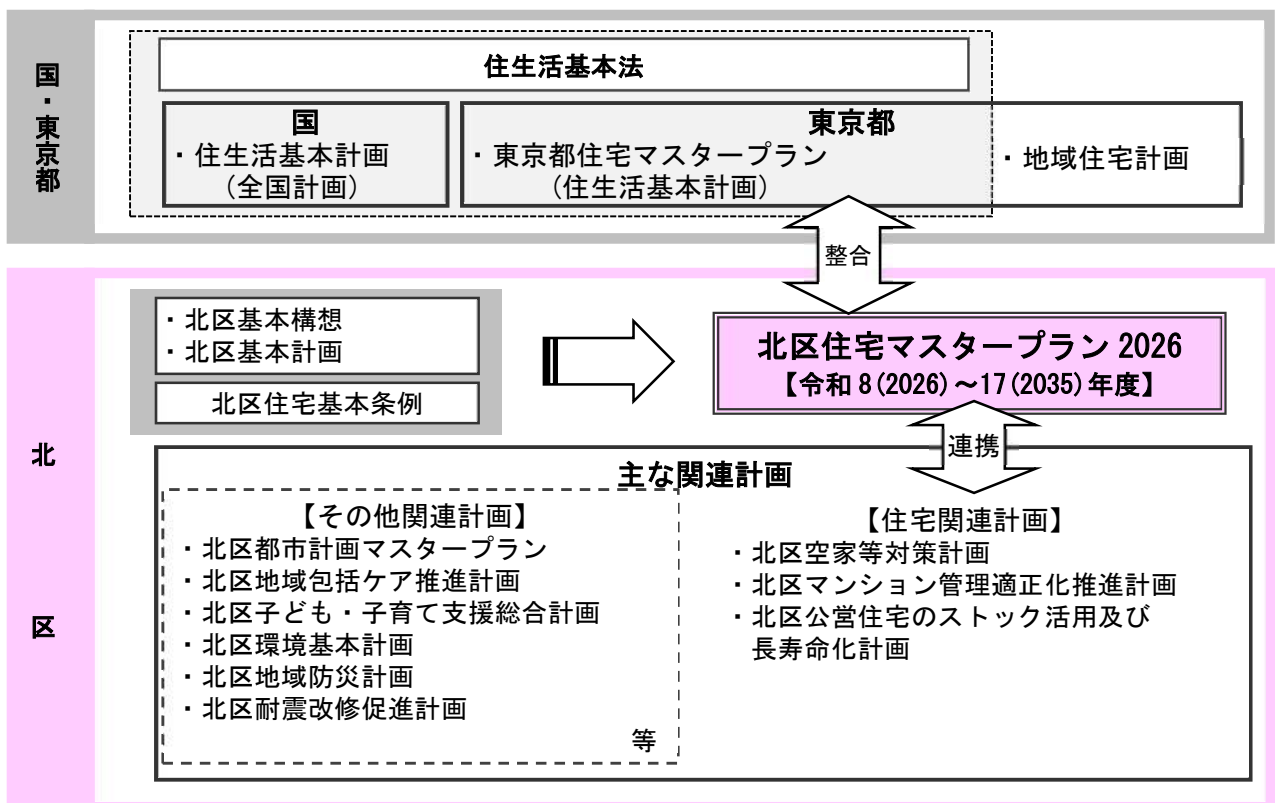 国・東京都
住生活基本法
国
・住生活基本計画
（全国計画）
東京都
・東京都住宅マスタープラン
（住生活基本計画）
・地域住宅計画
整合
北区
・北区基本構想
・北区基本計画
北区住宅基本条例
北区住宅マスタープラン 2026
【令和 8(2026)～17(2035)年度】
連携
主な関連計画
【その他関連計画】
・北区都市計画マスタープラン
・北区地域包括ケア推進計画
・北区子ども・子育て支援総合計画
・北区環境基本計画
・北区地域防災計画
・北区耐震改修促進計画
等
【住宅関連計画】
・北区空家等対策計画
・北区マンション管理適正化推進計画
・北区公営住宅のストック活用及び
長寿命化計画